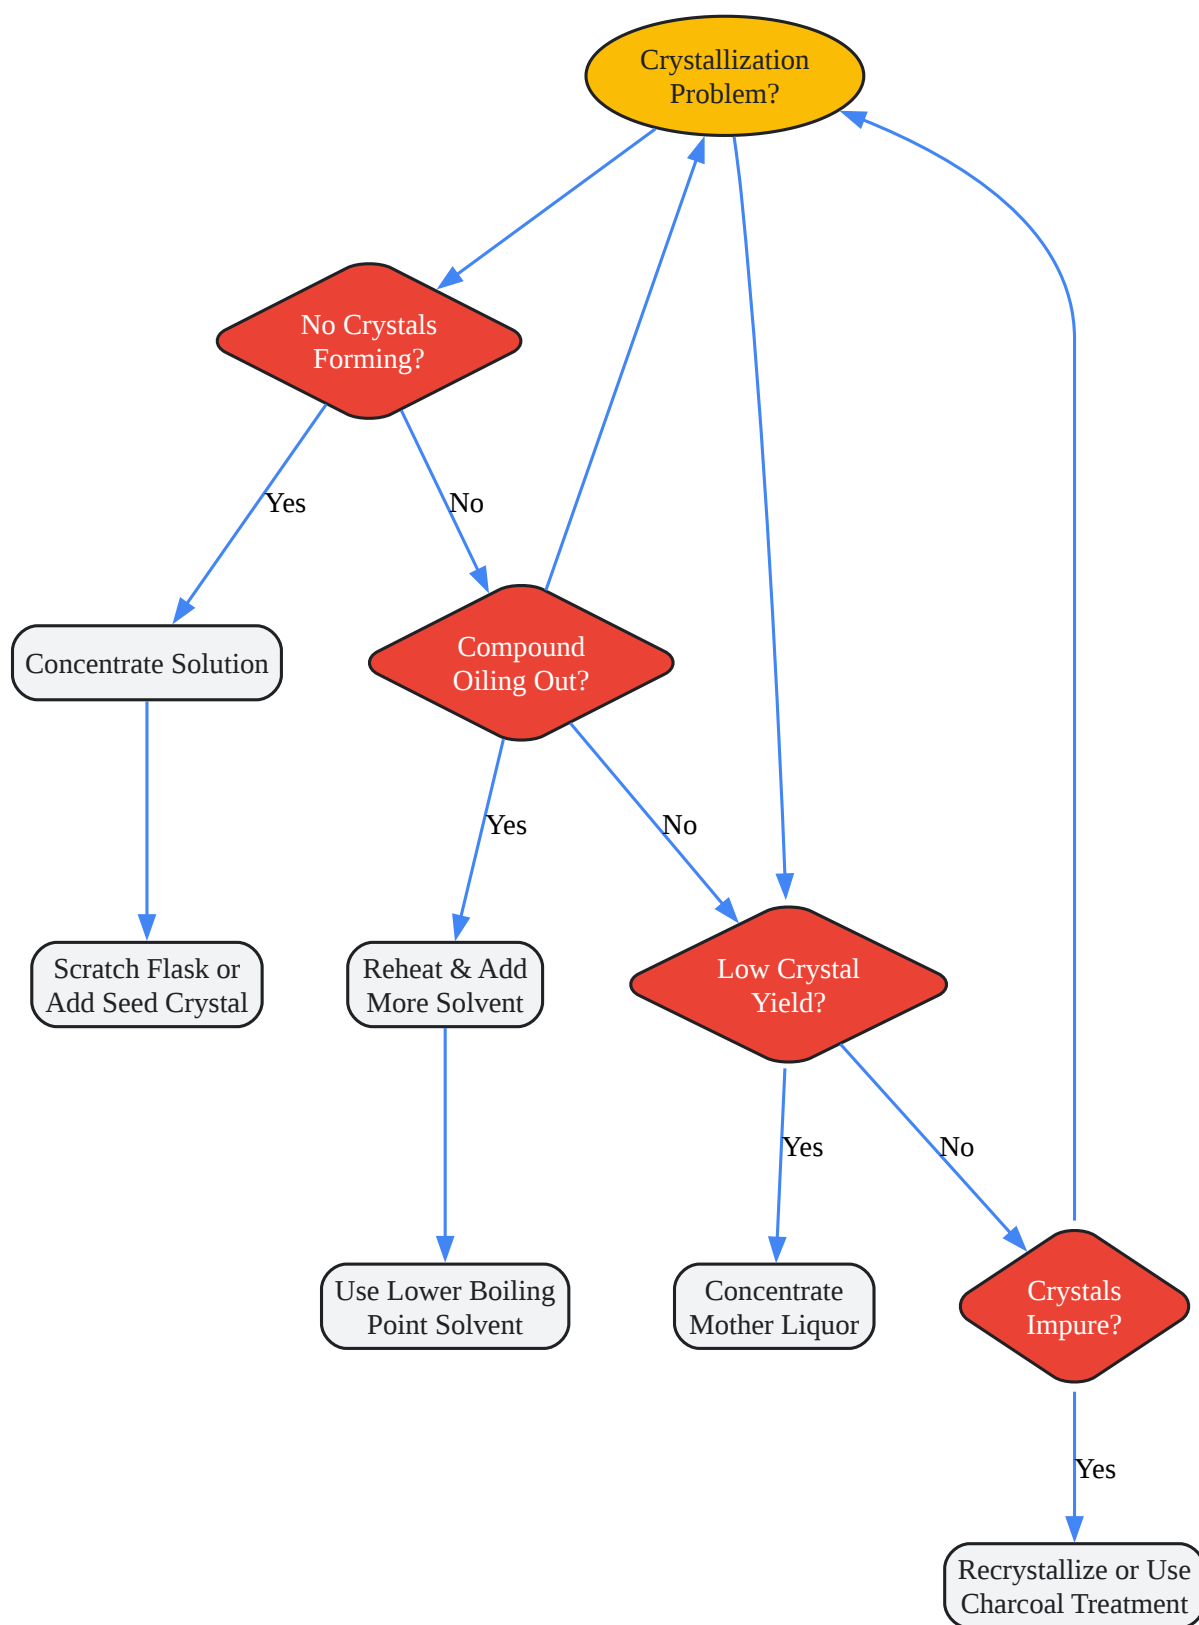 Crystallization
Problem?
No Crystals
Forming?
Yes
No
Concentrate Solution
Compound
Oiling Out?
Yes
No
Scratch Flask or
Add Seed Crystal
Reheat & Add
More Solvent
Low Crystal
Yield?
Yes
No
Use Lower Boiling
Point Solvent
Concentrate
Mother Liquor
Crystals
Impure?
Yes
Recrystallize or Use
Charcoal Treatment